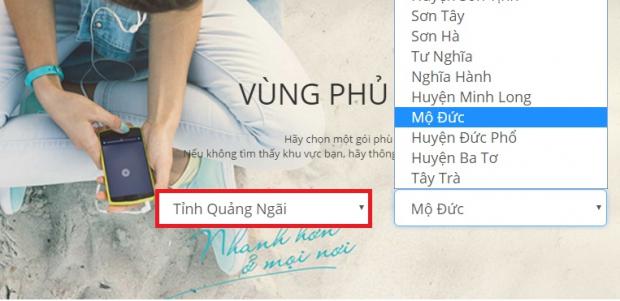 Sơn Tây
Sơn Hà
Tư Nghĩa
Nghĩa Hành
Huyện Minh Long
Mộ Đức
Huyện Đức Phổ
Huyện Ba Tơ
Tây Trà
VÙNG PHỦ
Hãy chọn một gói phù
Nếu không tìm thấy khu vực bạn, hãy thông
Tỉnh Quảng Ngãi
Mộ Đức
Nhanh hơn
ở mọi nơi